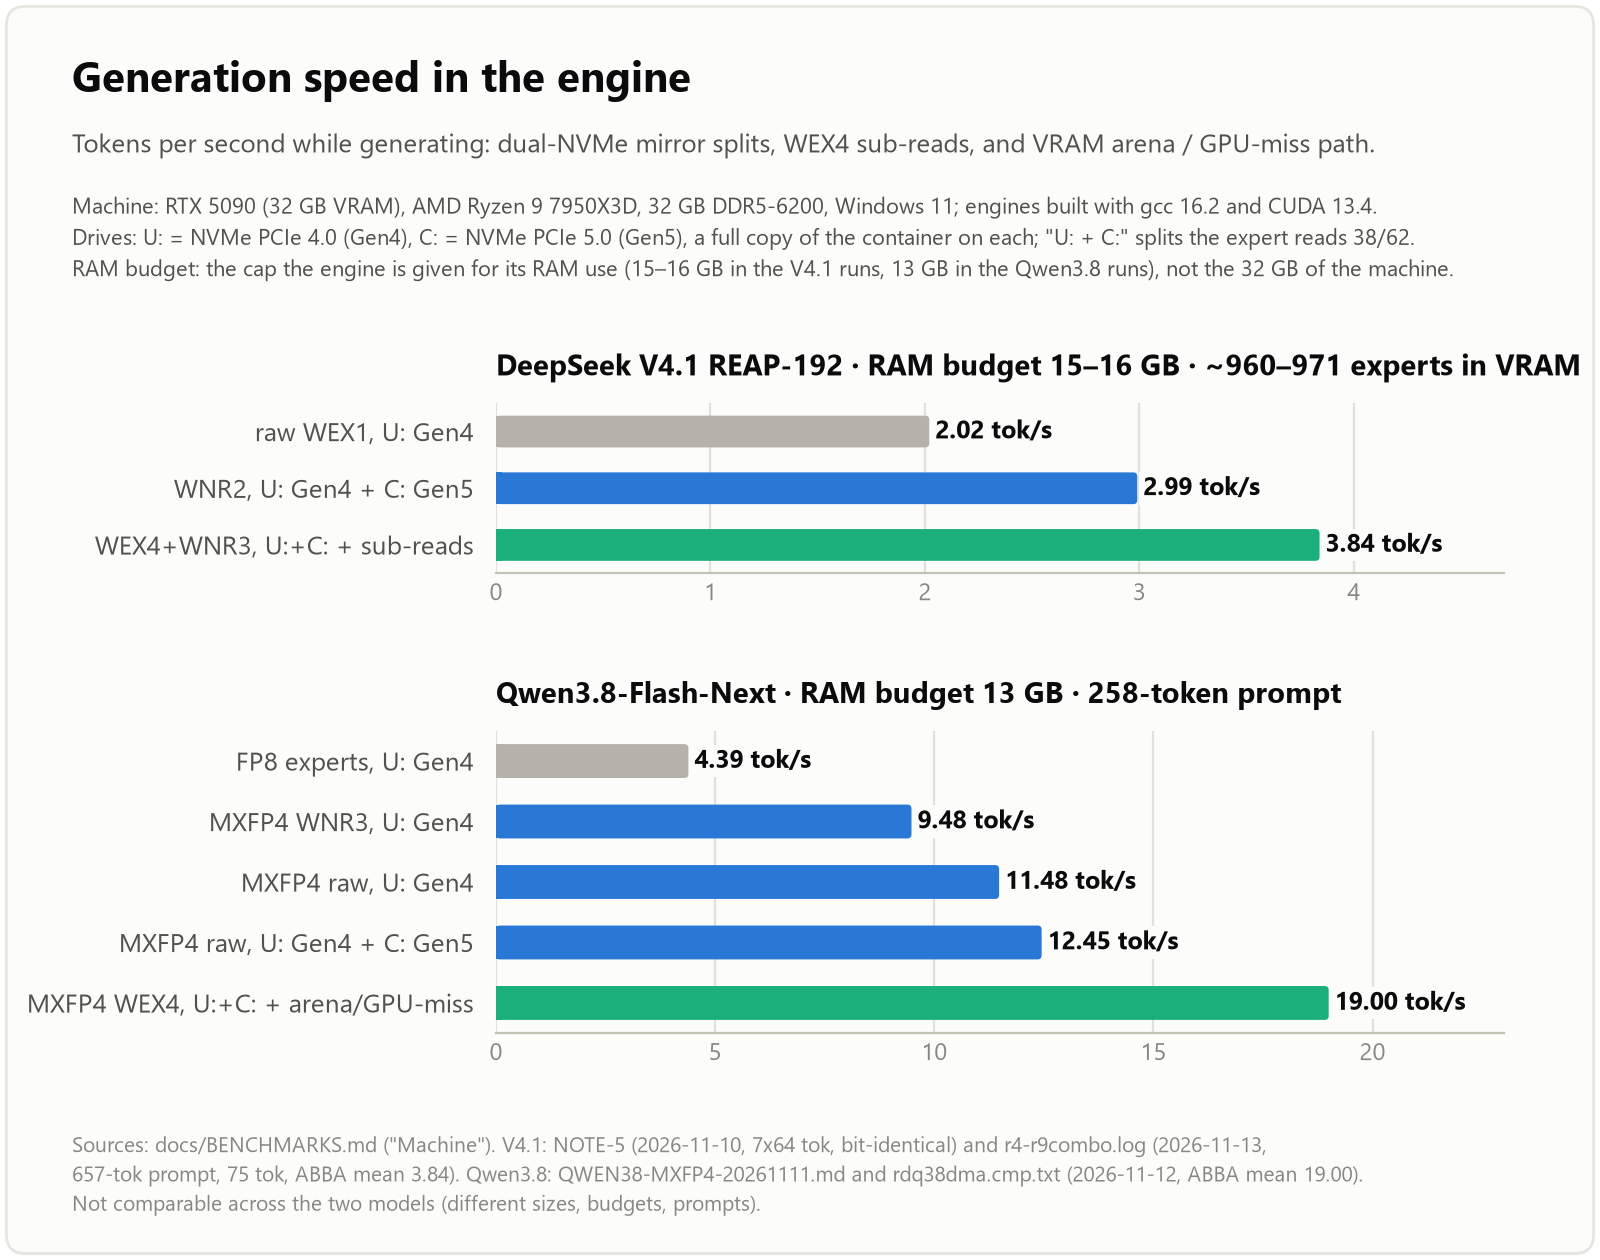 Generation speed in the engine
Tokens per second while generating: dual-NVMe mirror splits, WEX4 sub-reads, and VRAM arena / GPU-miss path.
Machine: RTX 5090 (32 GB VRAM), AMD Ryzen 9 7950X3D, 32 GB DDR5-6200, Windows 11; engines built with gcc 16.2 and CUDA 13.4.
Drives: U: = NVMe PCIe 4.0 (Gen4), C: = NVMe PCIe 5.0 (Gen5), a full copy of the container on each; "U: + C:" splits the expert reads 38/62.
RAM budget: the cap the engine is given for its RAM use (15–16 GB in the V4.1 runs, 13 GB in the Qwen3.8 runs), not the 32 GB of the machine.
DeepSeek V4.1 REAP-192 · RAM budget 15–16 GB · ~960–971 experts in VRAM
raw WEX1, U: Gen4 2.02 tok/s
WNR2, U: Gen4 + C: Gen5 2.99 tok/s
WEX4+WNR3, U:+C: + sub-reads 3.84 tok/s
0 1 2 3 4
Qwen3.8-Flash-Next · RAM budget 13 GB · 258-token prompt
FP8 experts, U: Gen4 4.39 tok/s
MXFP4 WNR3, U: Gen4 9.48 tok/s
MXFP4 raw, U: Gen4 11.48 tok/s
MXFP4 raw, U: Gen4 + C: Gen5 12.45 tok/s
MXFP4 WEX4, U:+C: + arena/GPU-miss 19.00 tok/s
0 5 10 15 20
Sources: docs/BENCHMARKS.md ("Machine"). V4.1: NOTE-5 (2026-11-10, 7x64 tok, bit-identical) and r4-r9combo.log (2026-11-13,
657-tok prompt, 75 tok, ABBA mean 3.84). Qwen3.8: QWEN38-MXFP4-20261111.md and rdq38dma.cmp.txt (2026-11-12, ABBA mean 19.00).
Not comparable across the two models (different sizes, budgets, prompts).